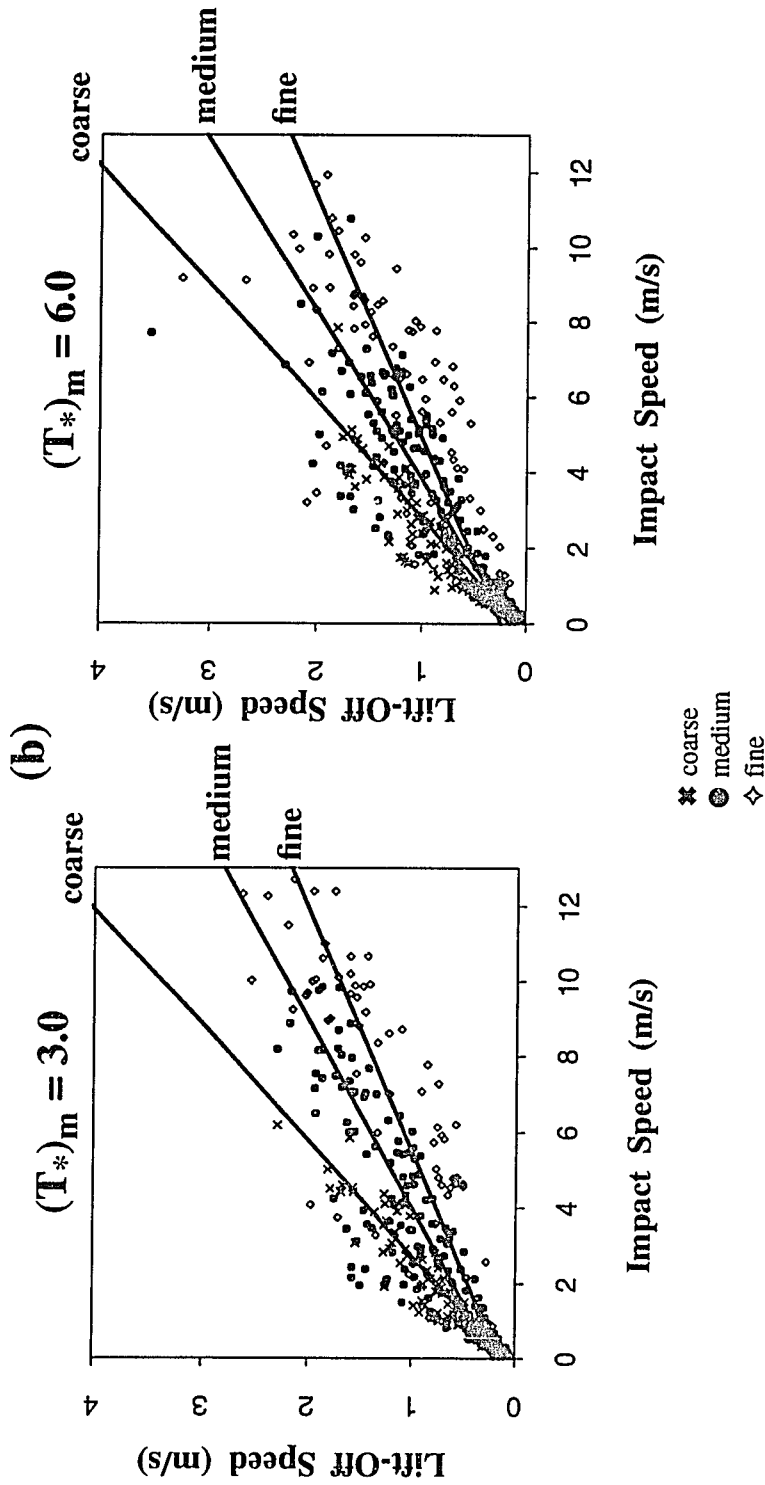 (b)
(T*)m = 3.0
coarse
medium
fine
Lift-Off Speed (m/s)
4
3
2
1
0
0 2 4 6 8 10 12
Impact Speed (m/s)
(T*)m = 6.0
coarse
medium
fine
Lift-Off Speed (m/s)
4
3
2
1
0
0 2 4 6 8 10 12
Impact Speed (m/s)
coarse
medium
fine